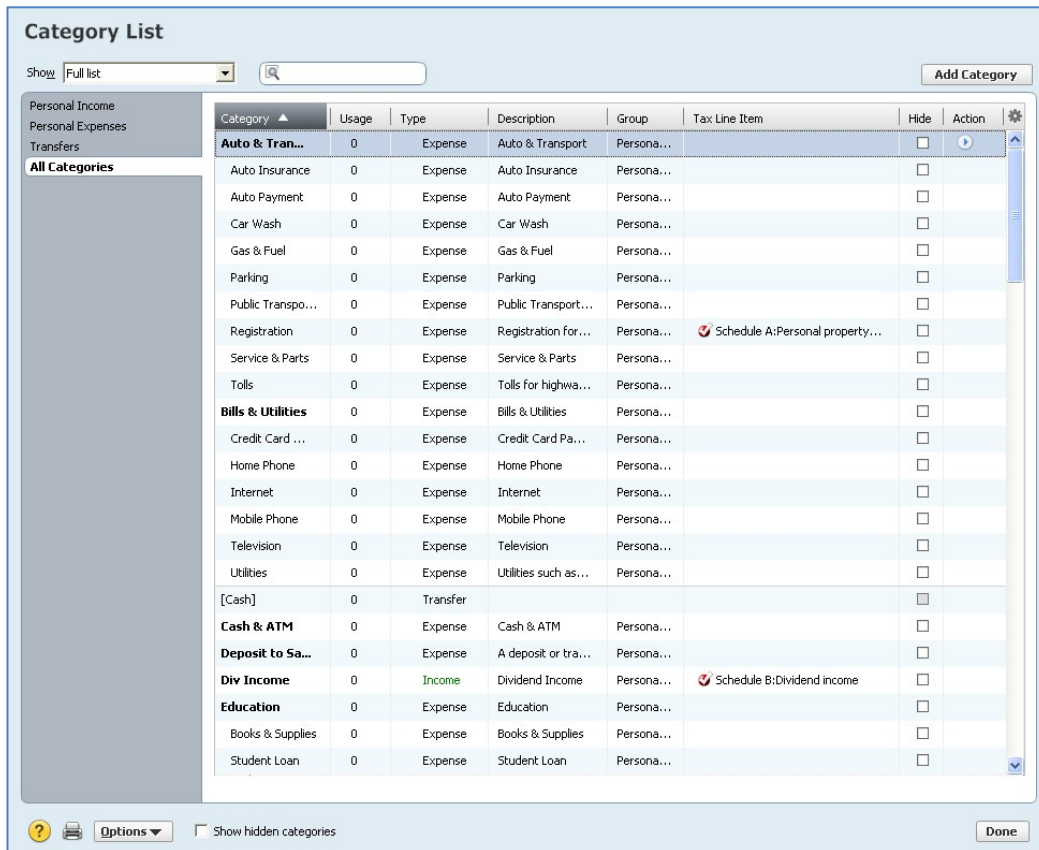 Category List
Show Full list
Add Category
Personal Income
Personal Expenses
Transfers
All Categories
Category Usage Type Description Group Tax Line Item Hide Action
Auto & Tran... 0 Expense Auto & Transport Persona...
Auto Insurance 0 Expense Auto Insurance Persona...
Auto Payment 0 Expense Auto Payment Persona...
Car Wash 0 Expense Car Wash Persona...
Gas & Fuel 0 Expense Gas & Fuel Persona...
Parking 0 Expense Parking Persona...
Public Transpo... 0 Expense Public Transport... Persona...
Registration 0 Expense Registration for... Persona... Schedule A:Personal property...
Service & Parts 0 Expense Service & Parts Persona...
Tolls 0 Expense Tolls for highwa... Persona...
Bills & Utilities 0 Expense Bills & Utilities Persona...
Credit Card ... 0 Expense Credit Card Pa... Persona...
Home Phone 0 Expense Home Phone Persona...
Internet 0 Expense Internet Persona...
Mobile Phone 0 Expense Mobile Phone Persona...
Television 0 Expense Television Persona...
Utilities 0 Expense Utilities such as... Persona...
[Cash] 0 Transfer
Cash & ATM 0 Expense Cash & ATM Persona...
Deposit to Sa... 0 Expense A deposit or tra... Persona...
Div Income 0 Income Dividend Income Persona... Schedule B:Dividend income
Education 0 Expense Education Persona...
Books & Supplies 0 Expense Books & Supplies Persona...
Student Loan 0 Expense Student Loan Persona...
? Options Show hidden categories Done